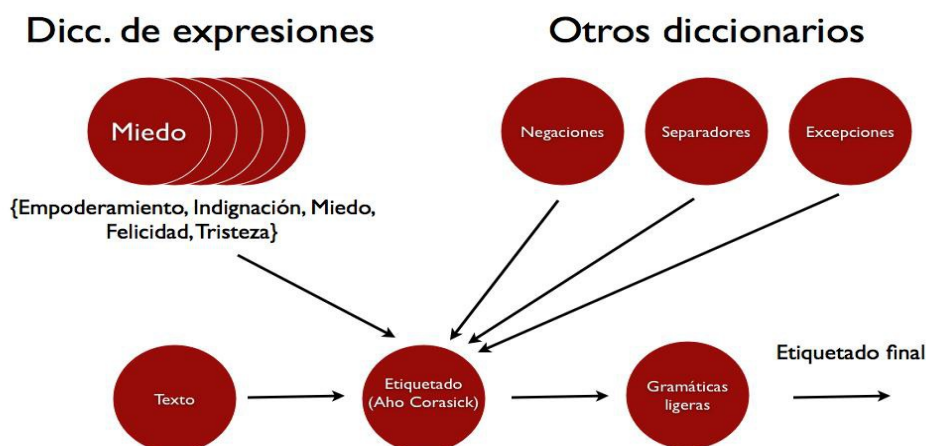 Dicc. de expresiones
Otros diccionarios
Miedo
Negaciones
Separadores
Excepciones
{Empoderamiento, Indignación, Miedo,
Felicidad, Tristeza}
Texto
Etiquetado
(Aho Corasick)
Gramáticas
ligeras
Etiquetado final